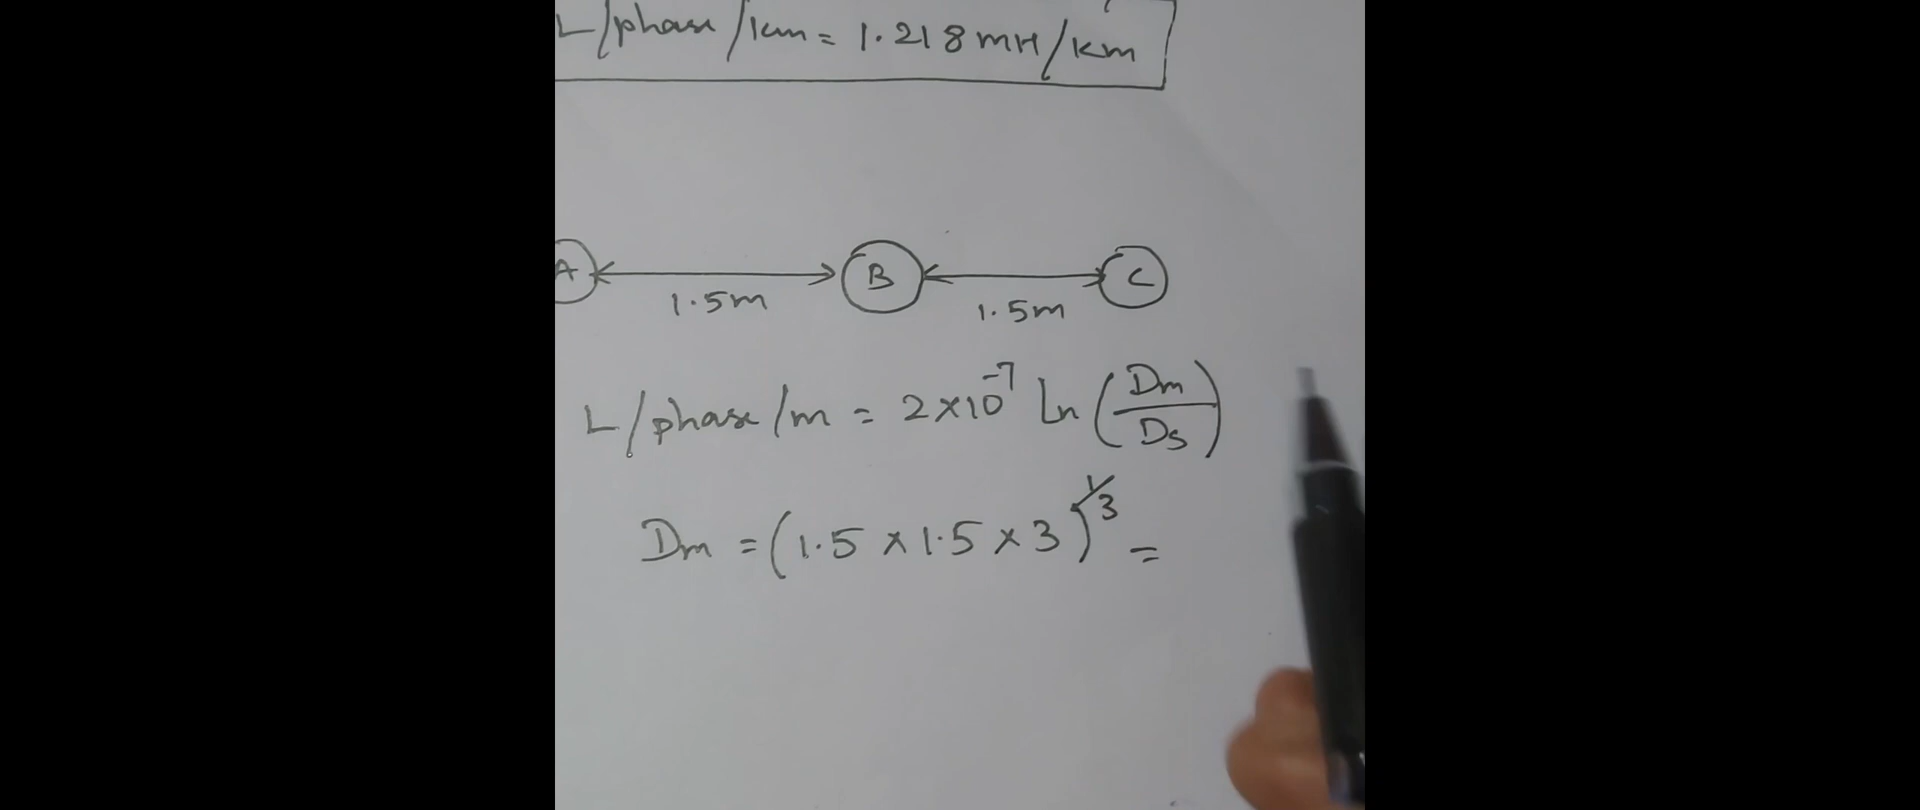 L/phase/km = 1.218 mH/km
A B C
1.5m 1.5m
L/phase/m = 2×10⁻⁷ ln (Dm/Ds)
Dm = (1.5 × 1.5 × 3)^1/3 =